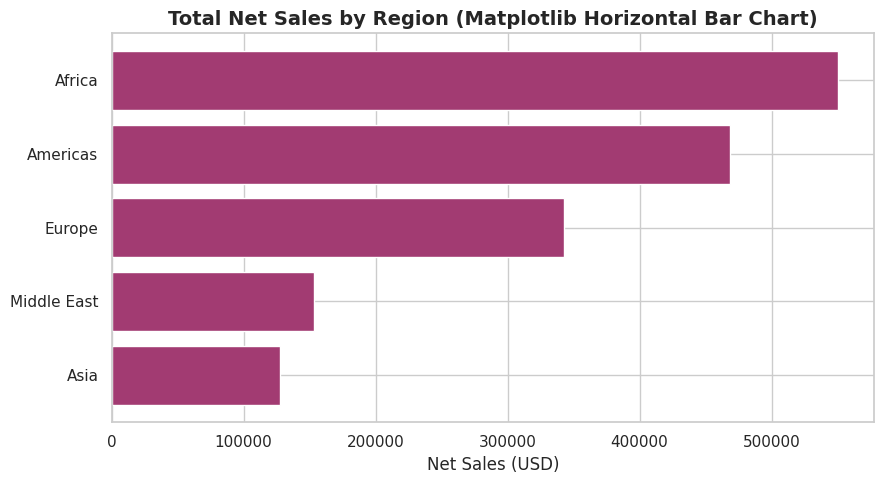 Total Net Sales by Region (Matplotlib Horizontal Bar Chart)
Africa
Americas
Europe
Middle East
Asia
0 100000 200000 300000 400000 500000
Net Sales (USD)